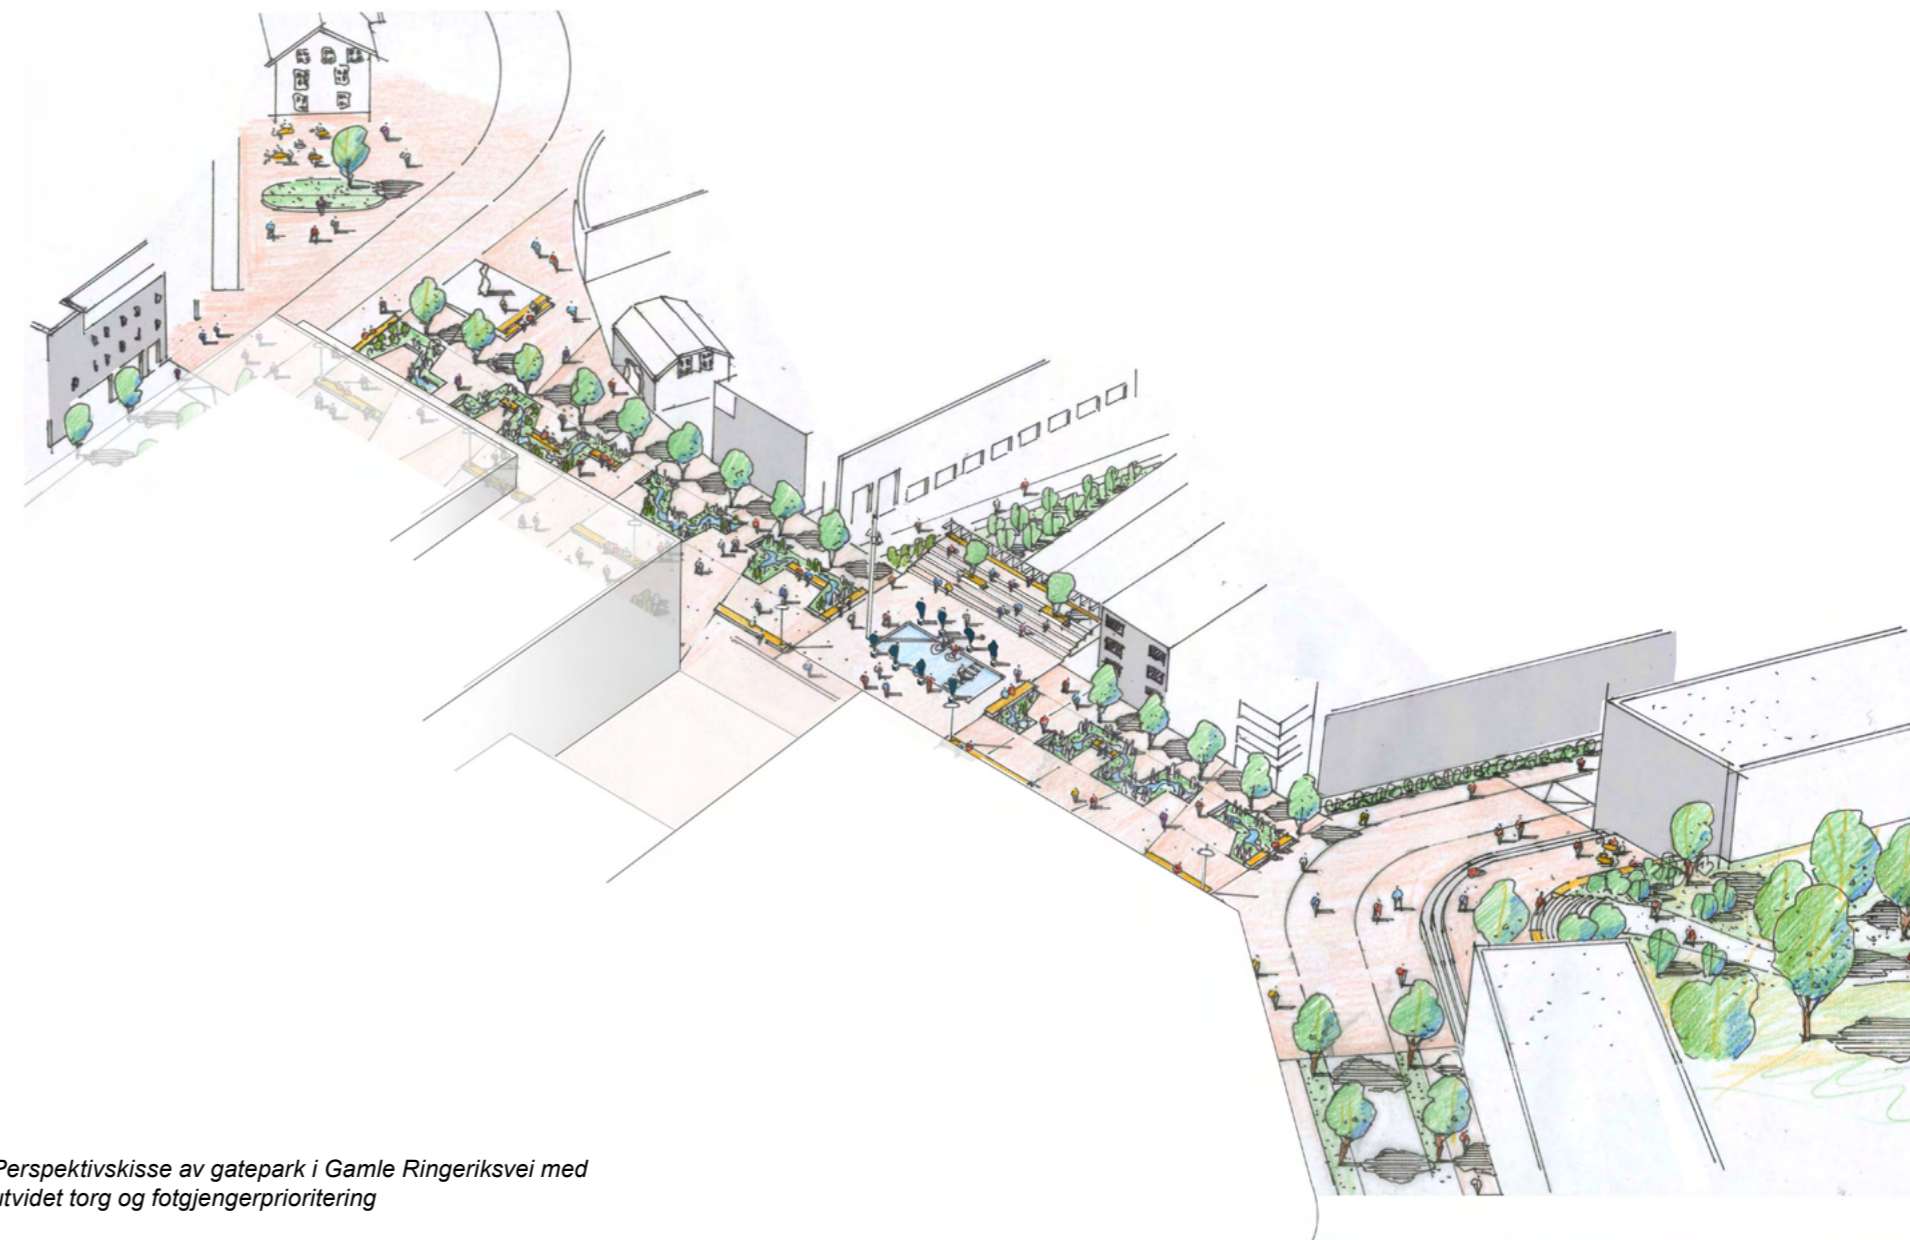 Perspektivskisse av gatepark i Gamle Ringeriksvei med
utvidet torg og fotgjengerprioritering